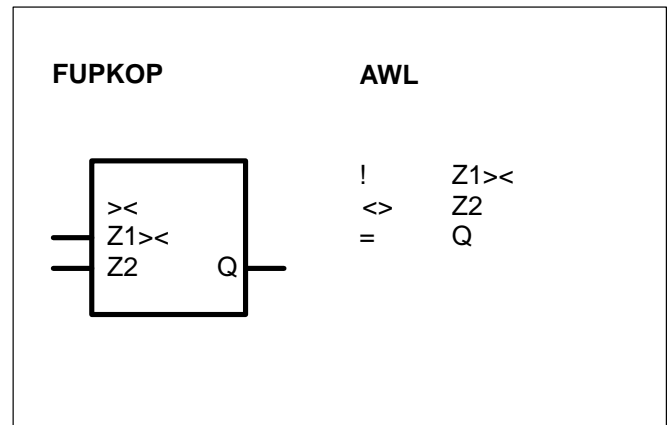 FUPKOP AWL
><
Z1><
Z2 Q
! Z1><
<> Z2
= Q